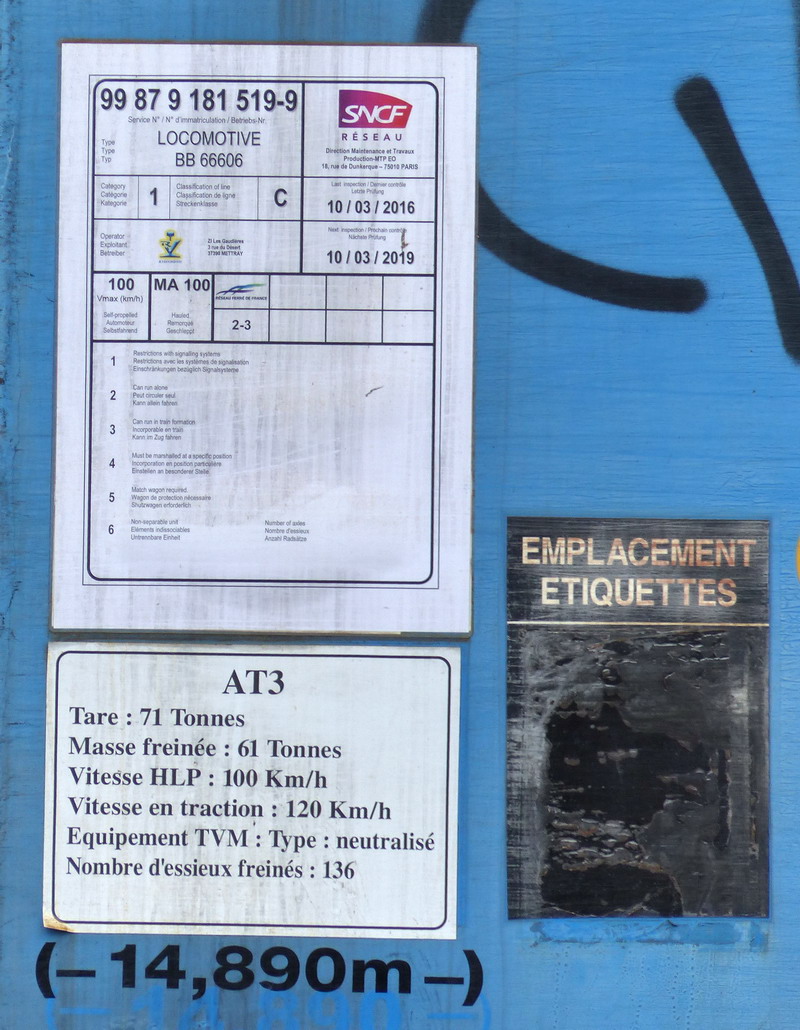 99 87 9 181 519-9
Service N° / N° d'immatriculation / Betriebs-Nr.
Type
Type
Typ
LOCOMOTIVE
BB 66606
SNCF
RÉSEAU
Direction Maintenance et Travaux
Production-MTP EO
18, rue de Dunkerque – 75010 PARIS
Category
Catégorie
Kategorie
1
Classification of line
Classification de ligne
Streckenklasse
C
Last inspection / Dernier contrôle
Letzte Prüfung
10 / 03 / 2016
Operator
Exploitant
Betreiber
ZI Les Gaudières
3 rue du Désert
37390 METTRAY
Next inspection / Prochain contrôle
Nächste Prüfung
10 / 03 / 2019
100
Vmax (km/h)
MA 100
RÉSEAU FERRÉ DE FRANCE
Self-propelled
Automoteur
Selbstfahrend
Hauled
Remorqué
Geschleppt
2-3
1
Restrictions with signalling systems
Restrictions avec les systèmes de signalisation
Einschränkungen bezüglich Signalsysteme
2
Can run alone
Peut circuler seul
Kann allein fahren
3
Can run in train formation
Incorporable en train
Kann im Zug fahren
4
Must be marshalled at a specific position
Incorporation en position particulière
Einstellen an besonderer Stelle
5
Match wagon required
Wagon de protection nécessaire
Shutzwagen erforderlich
6
Non-separable unit
Eléments indissociables
Untrennbare Einheit
Number of axles
Nombre d'essieux
Anzahl Radsätze
EMPLACEMENT
ETIQUETTES
AT3
Tare : 71 Tonnes
Masse freinée : 61 Tonnes
Vitesse HLP : 100 Km/h
Vitesse en traction : 120 Km/h
Equipement TVM : Type : neutralisé
Nombre d'essieux freinés : 136
(– 14,890m –)
(– 14,890 –)